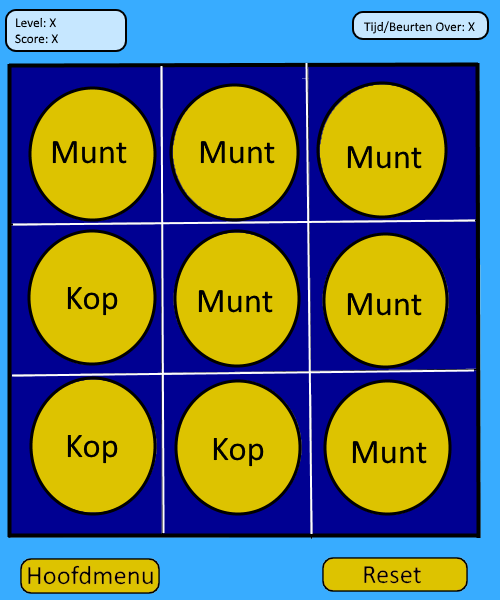 Level: X
Score: X
Tijd/Beurten Over: X
Munt Munt Munt
Kop Munt Munt
Kop Kop Munt
Hoofdmenu
Reset